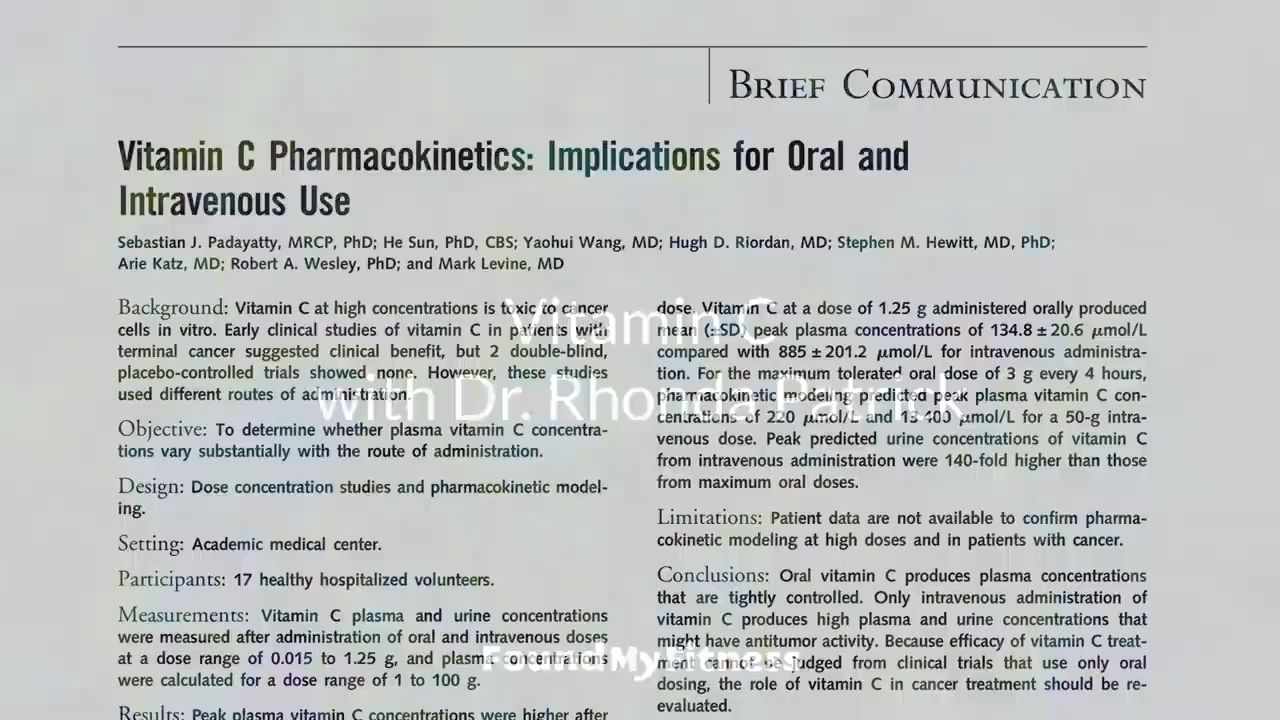 BRIEF COMMUNICATION
Vitamin C Pharmacokinetics: Implications for Oral and
Intravenous Use
Sebastian J. Padayatty, MRCP, PhD; He Sun, PhD, CBS; Yaohui Wang, MD; Hugh D. Riordan, MD; Stephen M. Hewitt, MD, PhD;
Arie Katz, MD; Robert A. Wesley, PhD; and Mark Levine, MD
Background: Vitamin C at high concentrations is toxic to cancer
cells in vitro. Early clinical studies of vitamin C in patients with
terminal cancer suggested clinical benefit, but 2 double-blind,
placebo-controlled trials showed none. However, these studies
used different routes of administration.
Objective: To determine whether plasma vitamin C concentra-
tions vary substantially with the route of administration.
Design: Dose concentration studies and pharmacokinetic model-
ing.
Setting: Academic medical center.
Participants: 17 healthy hospitalized volunteers.
Measurements: Vitamin C plasma and urine concentrations
were measured after administration of oral and intravenous doses
at a dose range of 0.015 to 1.25 g, and plasma concentrations
were calculated for a dose range of 1 to 100 g.
Results: Peak plasma vitamin C concentrations were higher after
dose. Vitamin C at a dose of 1.25 g administered orally produced
mean (±SD) peak plasma concentrations of 134.8 ± 20.6 μmol/L
compared with 885 ± 201.2 μmol/L for intravenous administra-
tion. For the maximum tolerated oral dose of 3 g every 4 hours,
pharmacokinetic modeling predicted peak plasma vitamin C con-
centrations of 220 μmol/L and 13 400 μmol/L for a 50-g intra-
venous dose. Peak predicted urine concentrations of vitamin C
from intravenous administration were 140-fold higher than those
from maximum oral doses.
Limitations: Patient data are not available to confirm pharma-
cokinetic modeling at high doses and in patients with cancer.
Conclusions: Oral vitamin C produces plasma concentrations
that are tightly controlled. Only intravenous administration of
vitamin C produces high plasma and urine concentrations that
might have antitumor activity. Because efficacy of vitamin C treat-
ment cannot be judged from clinical trials that use only oral
dosing, the role of vitamin C in cancer treatment should be re-
evaluated.
Vitamin C
with Dr. Rhonda Patrick
FoundMyFitness